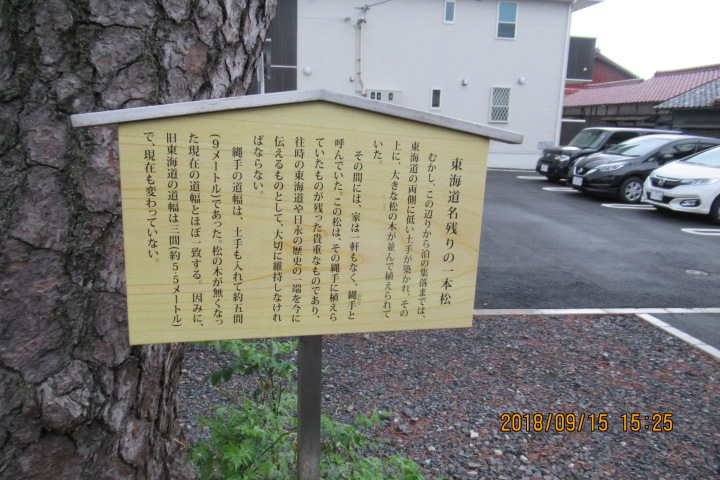 東海道名残りの一本松
むかし、この辺りから泊の集落までは、
東海道の両側に低い土手が築かれ、その
上に、大きな松の木が並んで植えられて
いた。
その間には、家は一軒もなく、縄手と
呼んでいた。この松は、その縄手に植えら
れていたものが残った貴重なものであり、
往時の東海道や日永の歴史の一端を今に
伝えるものとして、大切に維持しなけれ
ばならない。
縄手の道幅は、土手も入れて約五間
(9メートル)であった。松の木が無くなっ
た現在の道幅とほぼ一致する。因みに、
旧東海道の道幅は三間(約5・5メートル)
で、現在も変わっていない。
2018/09/15 15:25